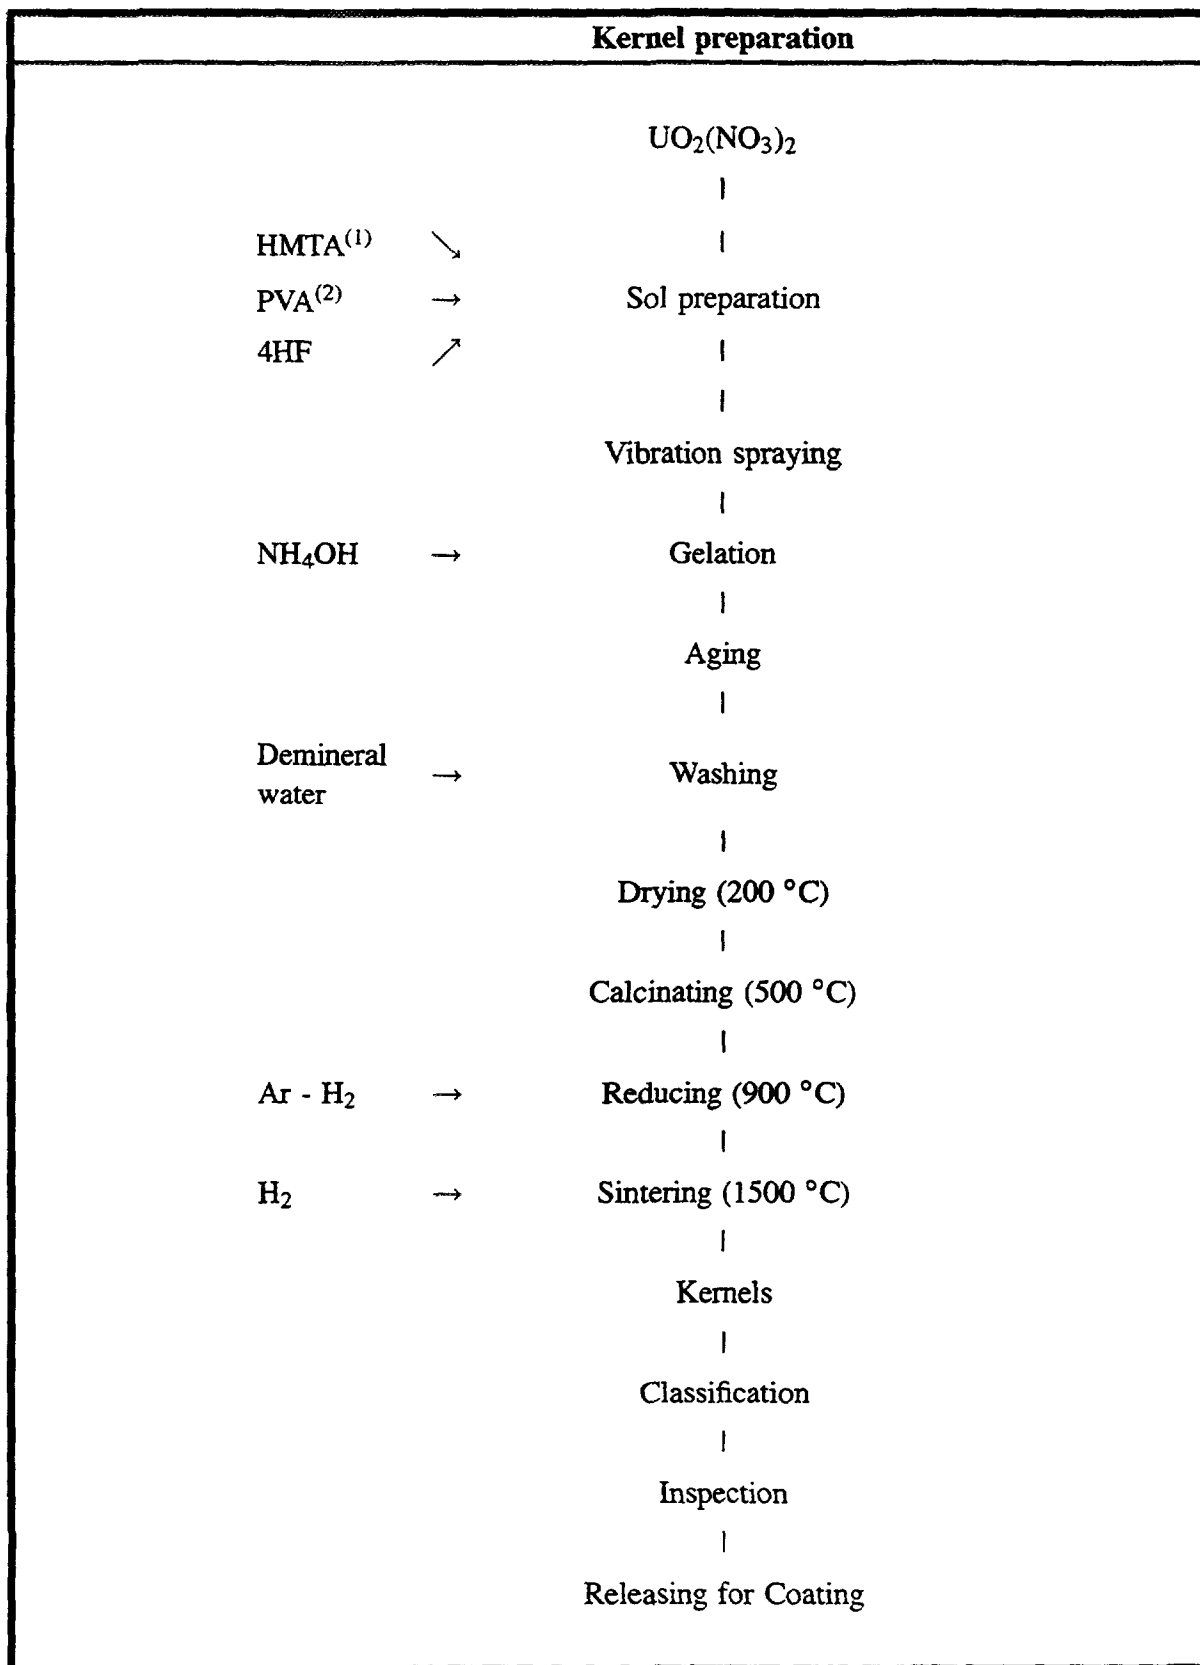 Kernel preparation
UO₂(NO₃)₂
HMTA⁽¹⁾ ↘
PVA⁽²⁾ → Sol preparation
4HF ↗
Vibration spraying
NH₄OH → Gelation
Aging
Demineral
water → Washing
Drying (200 °C)
Calcinating (500 °C)
Ar - H₂ → Reducing (900 °C)
H₂ → Sintering (1500 °C)
Kernels
Classification
Inspection
Releasing for Coating